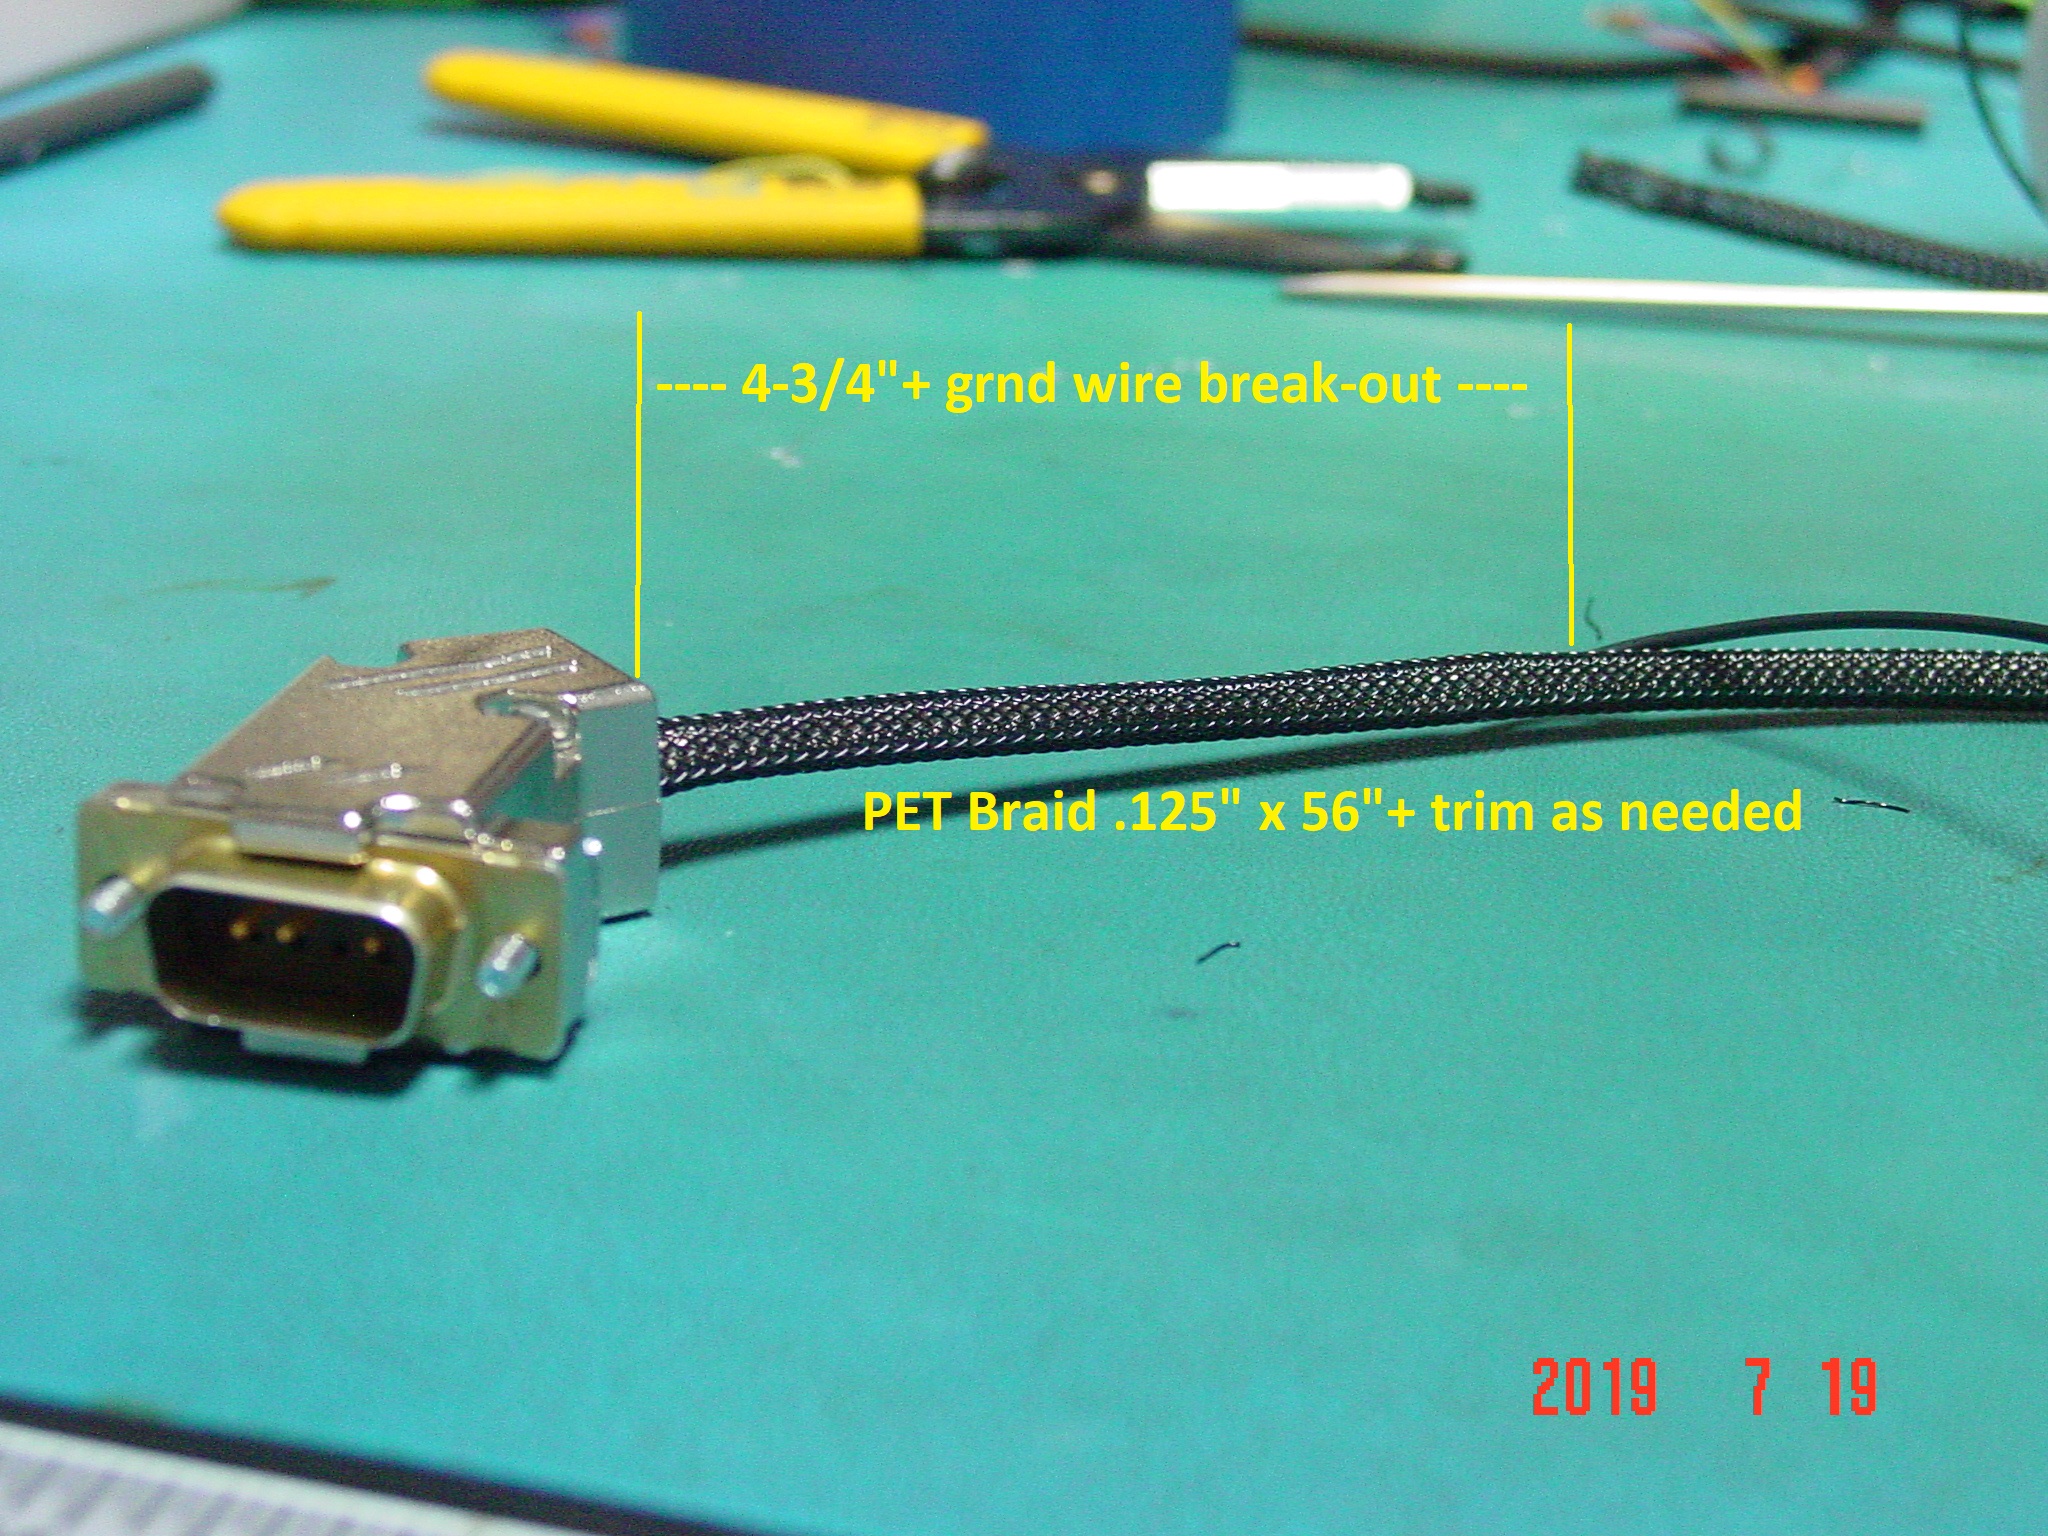 ---- 4-3/4"+ grnd wire break-out ----
PET Braid .125" x 56"+ trim as needed
2019 7 19